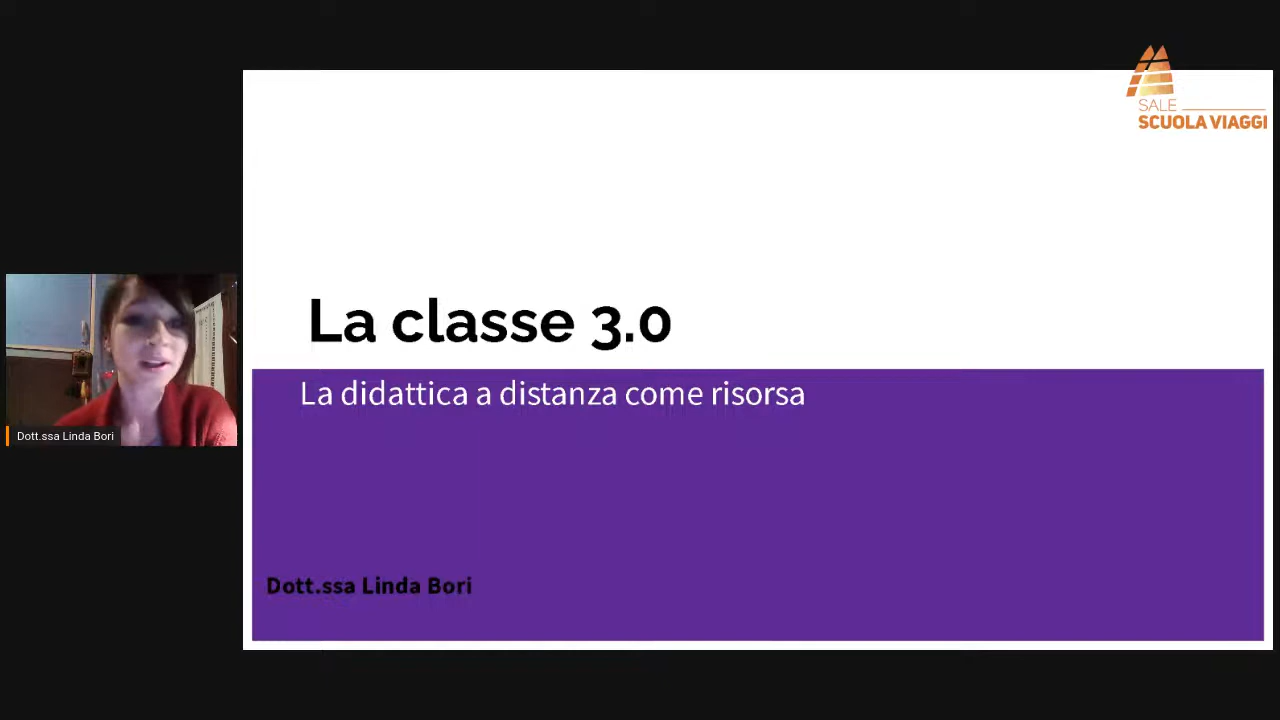 SALE
SCUOLA VIAGGI
La classe 3.0
La didattica a distanza come risorsa
Dott.ssa Linda Bori
Dott.ssa Linda Bori